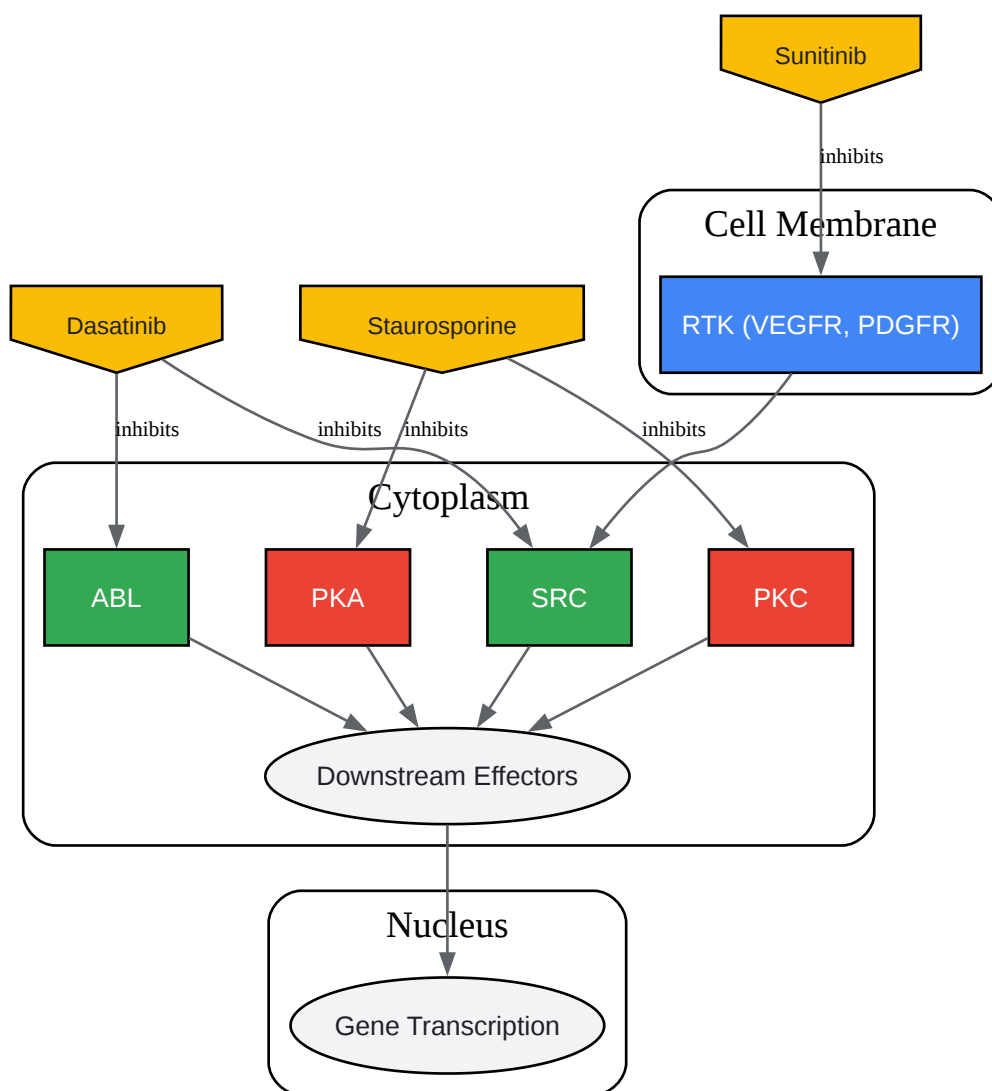 Sunitinib
inhibits
Cell Membrane
RTK (VEGFR, PDGFR)
Dasatinib
Staurosporine
inhibits
inhibits
inhibits
inhibits
Cytoplasm
ABL
PKA
SRC
PKC
Downstream Effectors
Nucleus
Gene Transcription